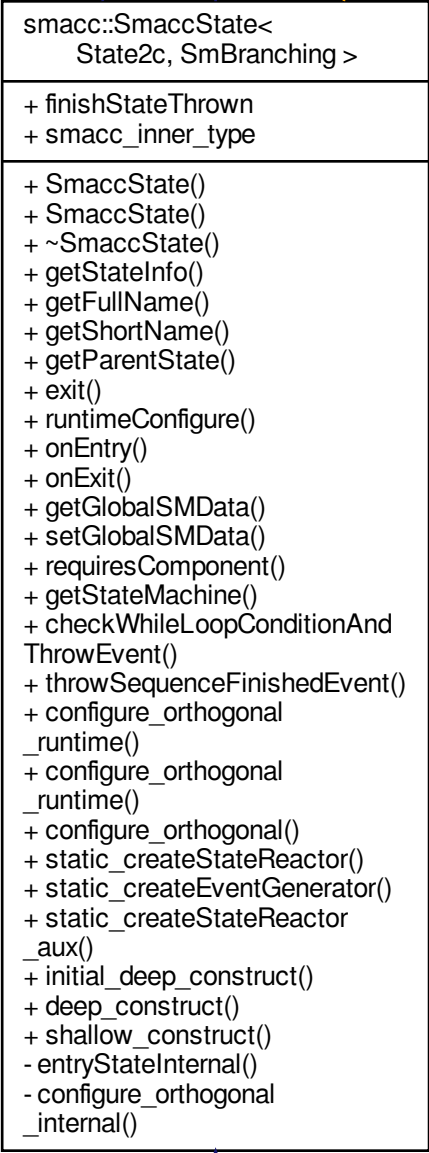 smacc::SmaccState<
State2c, SmBranching >
+ finishStateThrown
+ smacc_inner_type
+ SmaccState()
+ SmaccState()
+ ~SmaccState()
+ getStateInfo()
+ getFullName()
+ getShortName()
+ getParentState()
+ exit()
+ runtimeConfigure()
+ onEntry()
+ onExit()
+ getGlobalSMData()
+ setGlobalSMData()
+ requiresComponent()
+ getStateMachine()
+ checkWhileLoopConditionAnd
ThrowEvent()
+ throwSequenceFinishedEvent()
+ configure_orthogonal
_runtime()
+ configure_orthogonal
_runtime()
+ configure_orthogonal()
+ static_createStateReactor()
+ static_createEventGenerator()
+ static_createStateReactor
_aux()
+ initial_deep_construct()
+ deep_construct()
+ shallow_construct()
- entryStateInternal()
- configure_orthogonal
_internal()